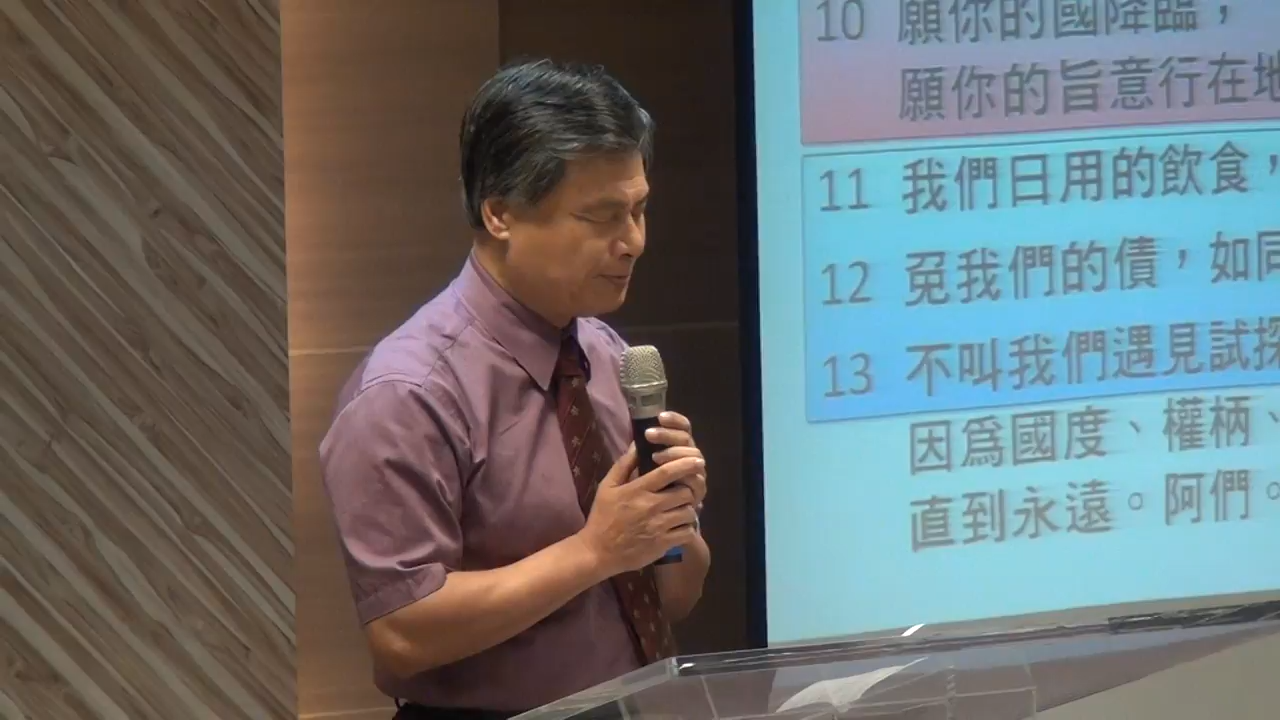 10 願你的國降臨，
願你的旨意行在地
11 我們日用的飲食，
12 免我們的債，如同
13 不叫我們遇見試探
因為國度、權柄、
直到永遠。阿們。